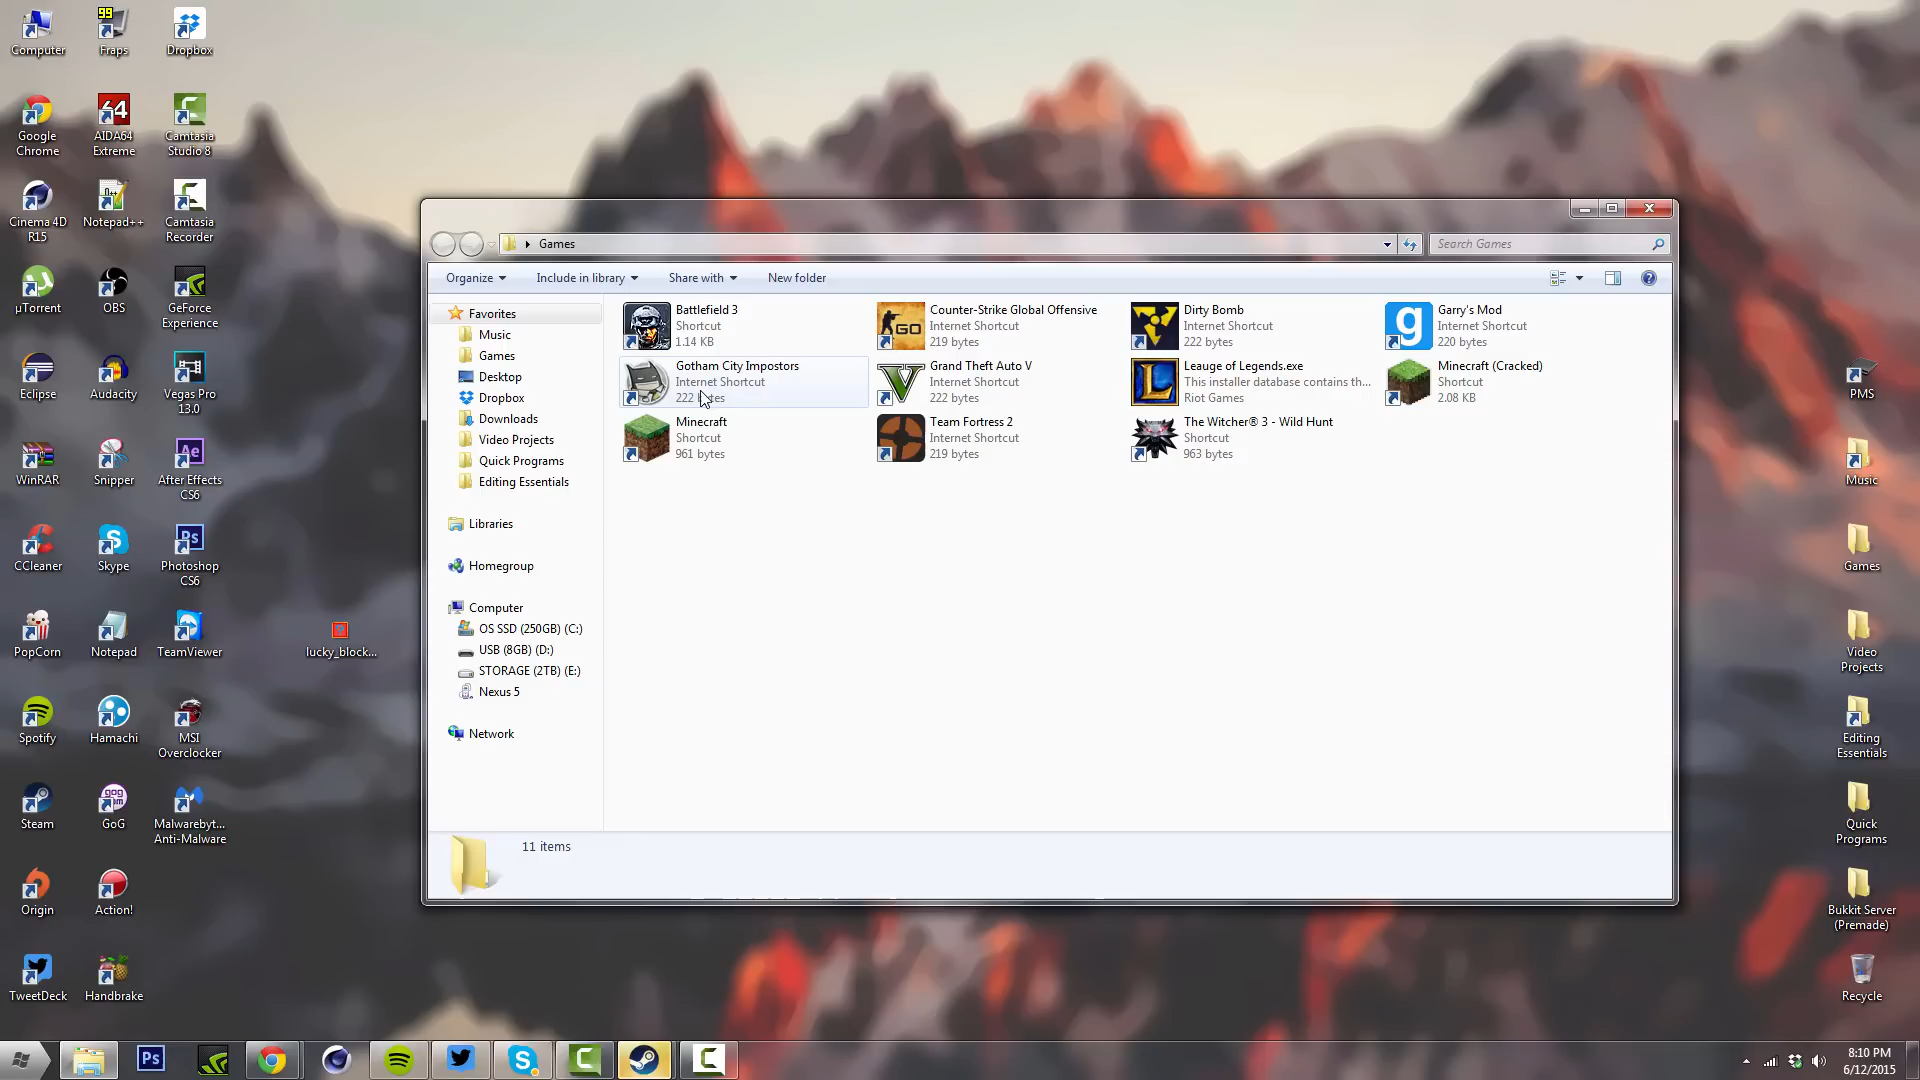 Computer
Fraps
Dropbox
Google
Chrome
AIDA64
Extreme
Camtasia
Studio 8
Cinema 4D
R15
Notepad++
Camtasia
Recorder
µTorrent
OBS
GeForce
Experience
Eclipse
Audacity
Vegas Pro
13.0
WinRAR
Snipper
After Effects
CS6
CCleaner
Skype
Photoshop
CS6
PopCorn
Notepad
TeamViewer
lucky_block...
Spotify
Hamachi
MSI
Overclocker
Steam
GoG
Malwarebyt...
Anti-Malware
Origin
Action!
TweetDeck
Handbrake
Games
Search Games
Organize
Include in library
Share with
New folder
Favorites
Music
Games
Desktop
Dropbox
Downloads
Video Projects
Quick Programs
Editing Essentials
Libraries
Homegroup
Computer
OS SSD (250GB) (C:)
USB (8GB) (D:)
STORAGE (2TB) (E:)
Nexus 5
Network
Battlefield 3
Shortcut
1.14 KB
Counter-Strike Global Offensive
Internet Shortcut
219 bytes
Dirty Bomb
Internet Shortcut
222 bytes
Garry's Mod
Internet Shortcut
220 bytes
Gotham City Impostors
Internet Shortcut
222 bytes
Grand Theft Auto V
Internet Shortcut
222 bytes
Leauge of Legends.exe
This installer database contains th...
Riot Games
Minecraft (Cracked)
Shortcut
2.08 KB
Minecraft
Shortcut
961 bytes
Team Fortress 2
Internet Shortcut
219 bytes
The Witcher® 3 - Wild Hunt
Shortcut
963 bytes
11 items
PMS
Music
Games
Video
Projects
Editing
Essentials
Quick
Programs
Bukkit Server
(Premade)
Recycle
8:10 PM
6/12/2015